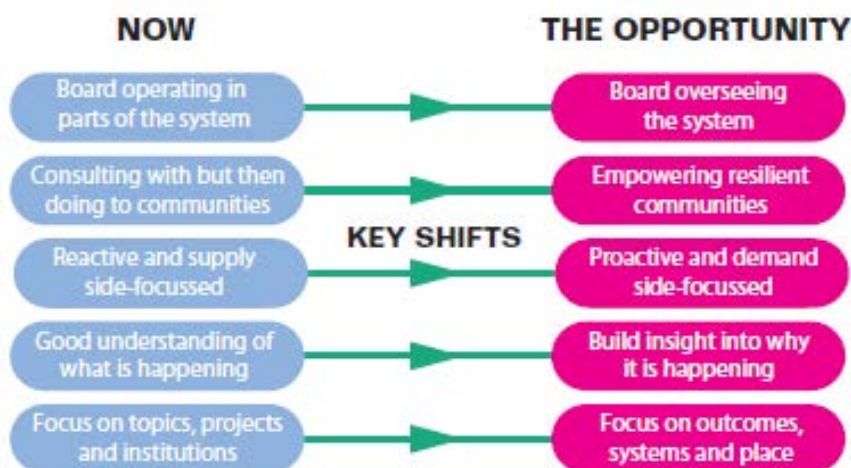 NOW
THE OPPORTUNITY
Board operating in
parts of the system
Board overseeing
the system
Consulting with but then
doing to communities
Empowering resilient
communities
KEY SHIFTS
Reactive and supply
side-focussed
Proactive and demand
side-focussed
Good understanding of
what is happening
Build insight into why
it is happening
Focus on topics, projects
and institutions
Focus on outcomes,
systems and place